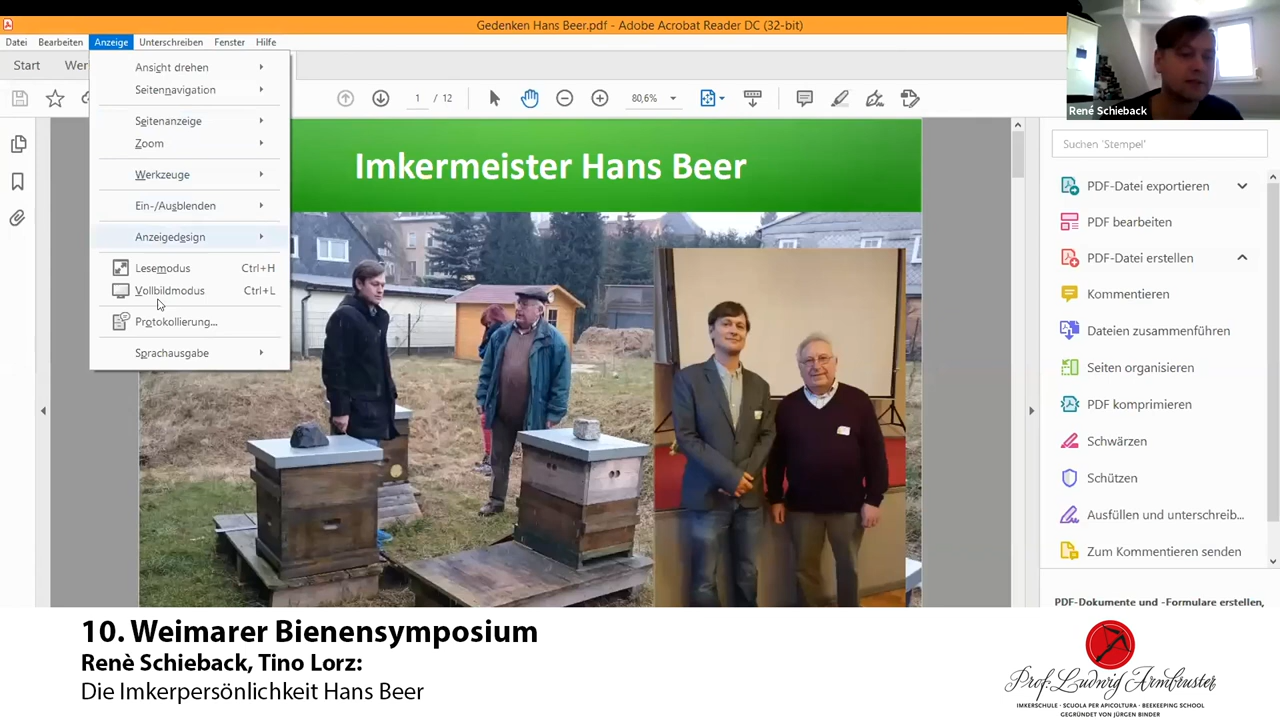 Gedenken Hans Beer.pdf - Adobe Acrobat Reader DC (32-bit)
Datei Bearbeiten Anzeige Unterschreiben Fenster Hilfe
Start Wer
1 / 12 80,6%
Ansicht drehen
Seitennavigation
Seitenanzeige
Zoom
Werkzeuge
Ein-/Ausblenden
Anzeigedesign
Lesemodus Ctrl+H
Vollbildmodus Ctrl+L
Protokollierung...
Sprachausgabe
Imkermeister Hans Beer
René Schieback
Suchen 'Stempel'
PDF-Datei exportieren
PDF bearbeiten
PDF-Datei erstellen
Kommentieren
Dateien zusammenführen
Seiten organisieren
PDF komprimieren
Schwärzen
Schützen
Ausfüllen und unterschreib...
Zum Kommentieren senden
PDF-Dokumente und -Formulare erstellen,
10. Weimarer Bienensymposium
Renè Schieback, Tino Lorz:
Die Imkerpersönlichkeit Hans Beer
Prof. Ludwig Armbruster
IMKERSCHULE · SCUOLA PER APICOLTURA · BEEKEEPING SCHOOL
GEGRÜNDET VON JÜRGEN BINDER